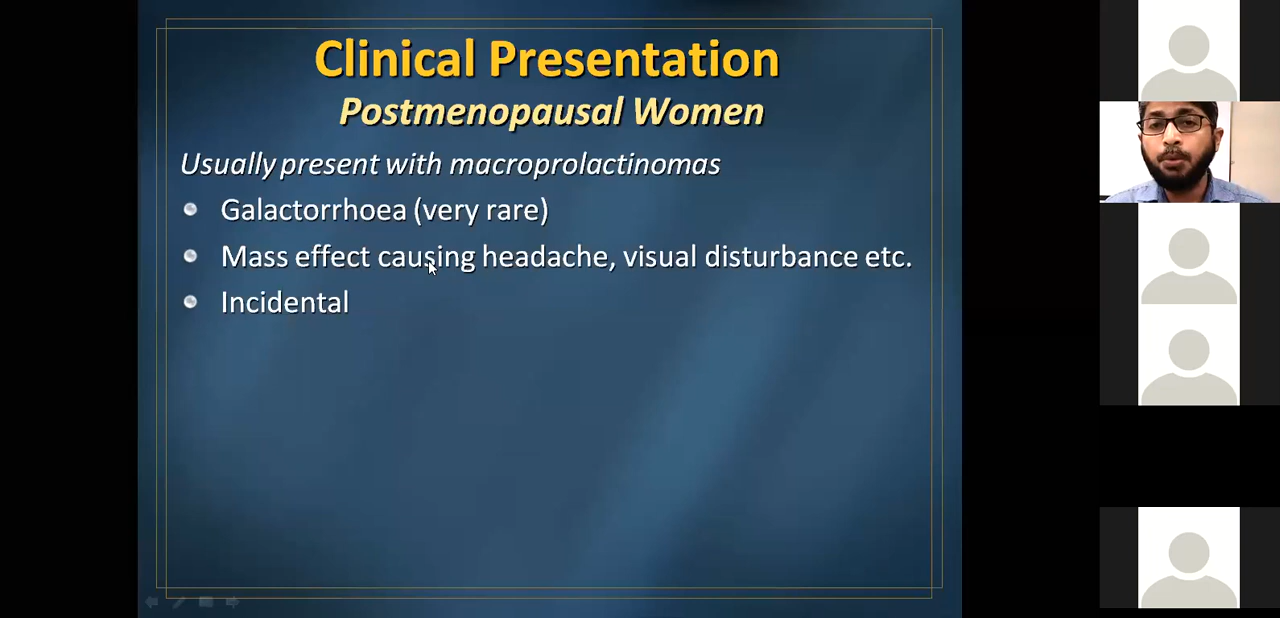 Clinical Presentation
Postmenopausal Women
Usually present with macroprolactinomas
Galactorrhoea (very rare)
Mass effect causing headache, visual disturbance etc.
Incidental